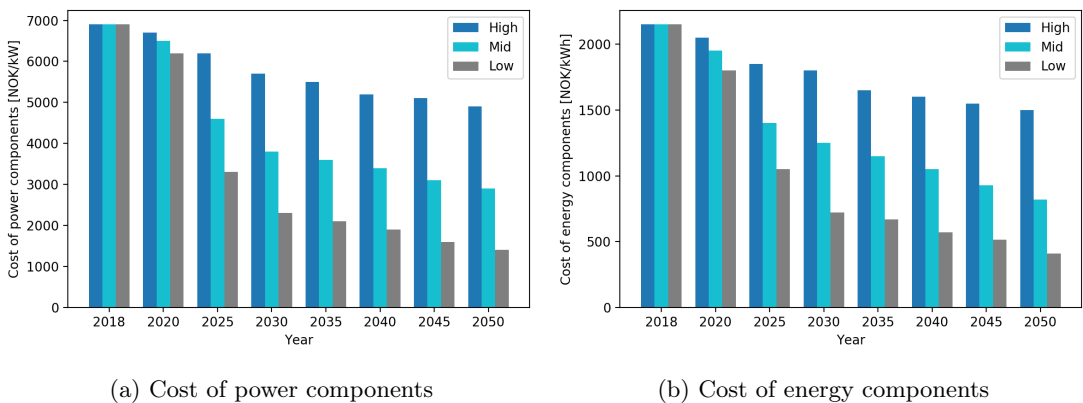 7000
6000
5000
4000
3000
2000
1000
0
Cost of power components [NOK/kW]
High
Mid
Low
2018 2020 2025 2030 2035 2040 2045 2050
Year
(a) Cost of power components
2000
1500
1000
500
0
Cost of energy components [NOK/kWh]
High
Mid
Low
2018 2020 2025 2030 2035 2040 2045 2050
Year
(b) Cost of energy components